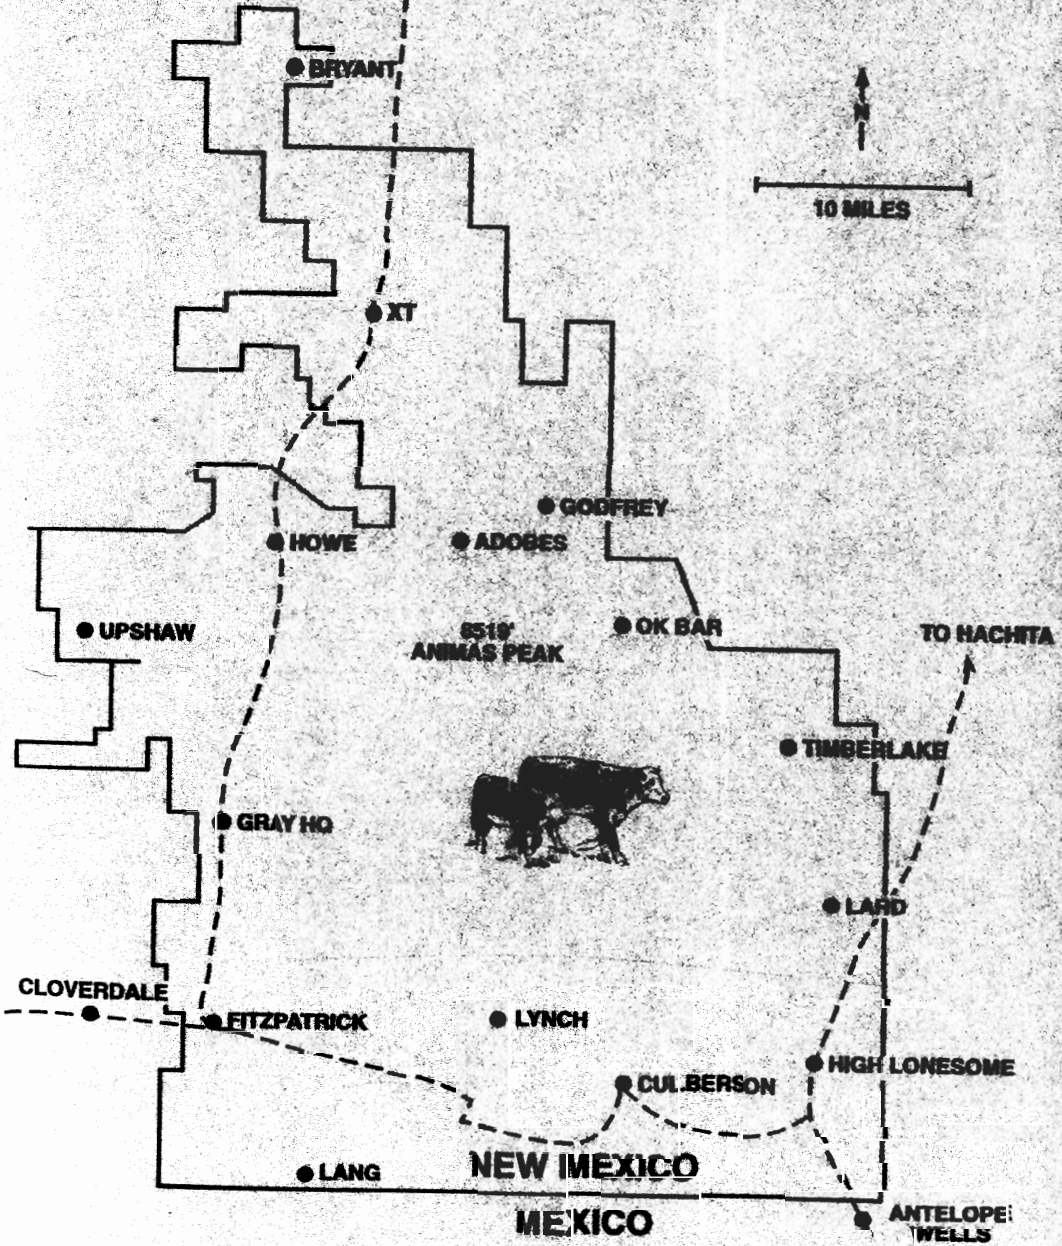 BRYANT
N
10 MILES
XT
GODFREY
HOWE
ADOBES
UPSHAW
8519'
ANIMAS PEAK
OK BAR
TO HACHITA
TIMBERLAKE
GRAY HQ
LARD
CLOVERDALE
FITZPATRICK
LYNCH
HIGH LONESOME
CULBERSON
NEW MEXICO
LANG
MEXICO
ANTELOPE
WELLS